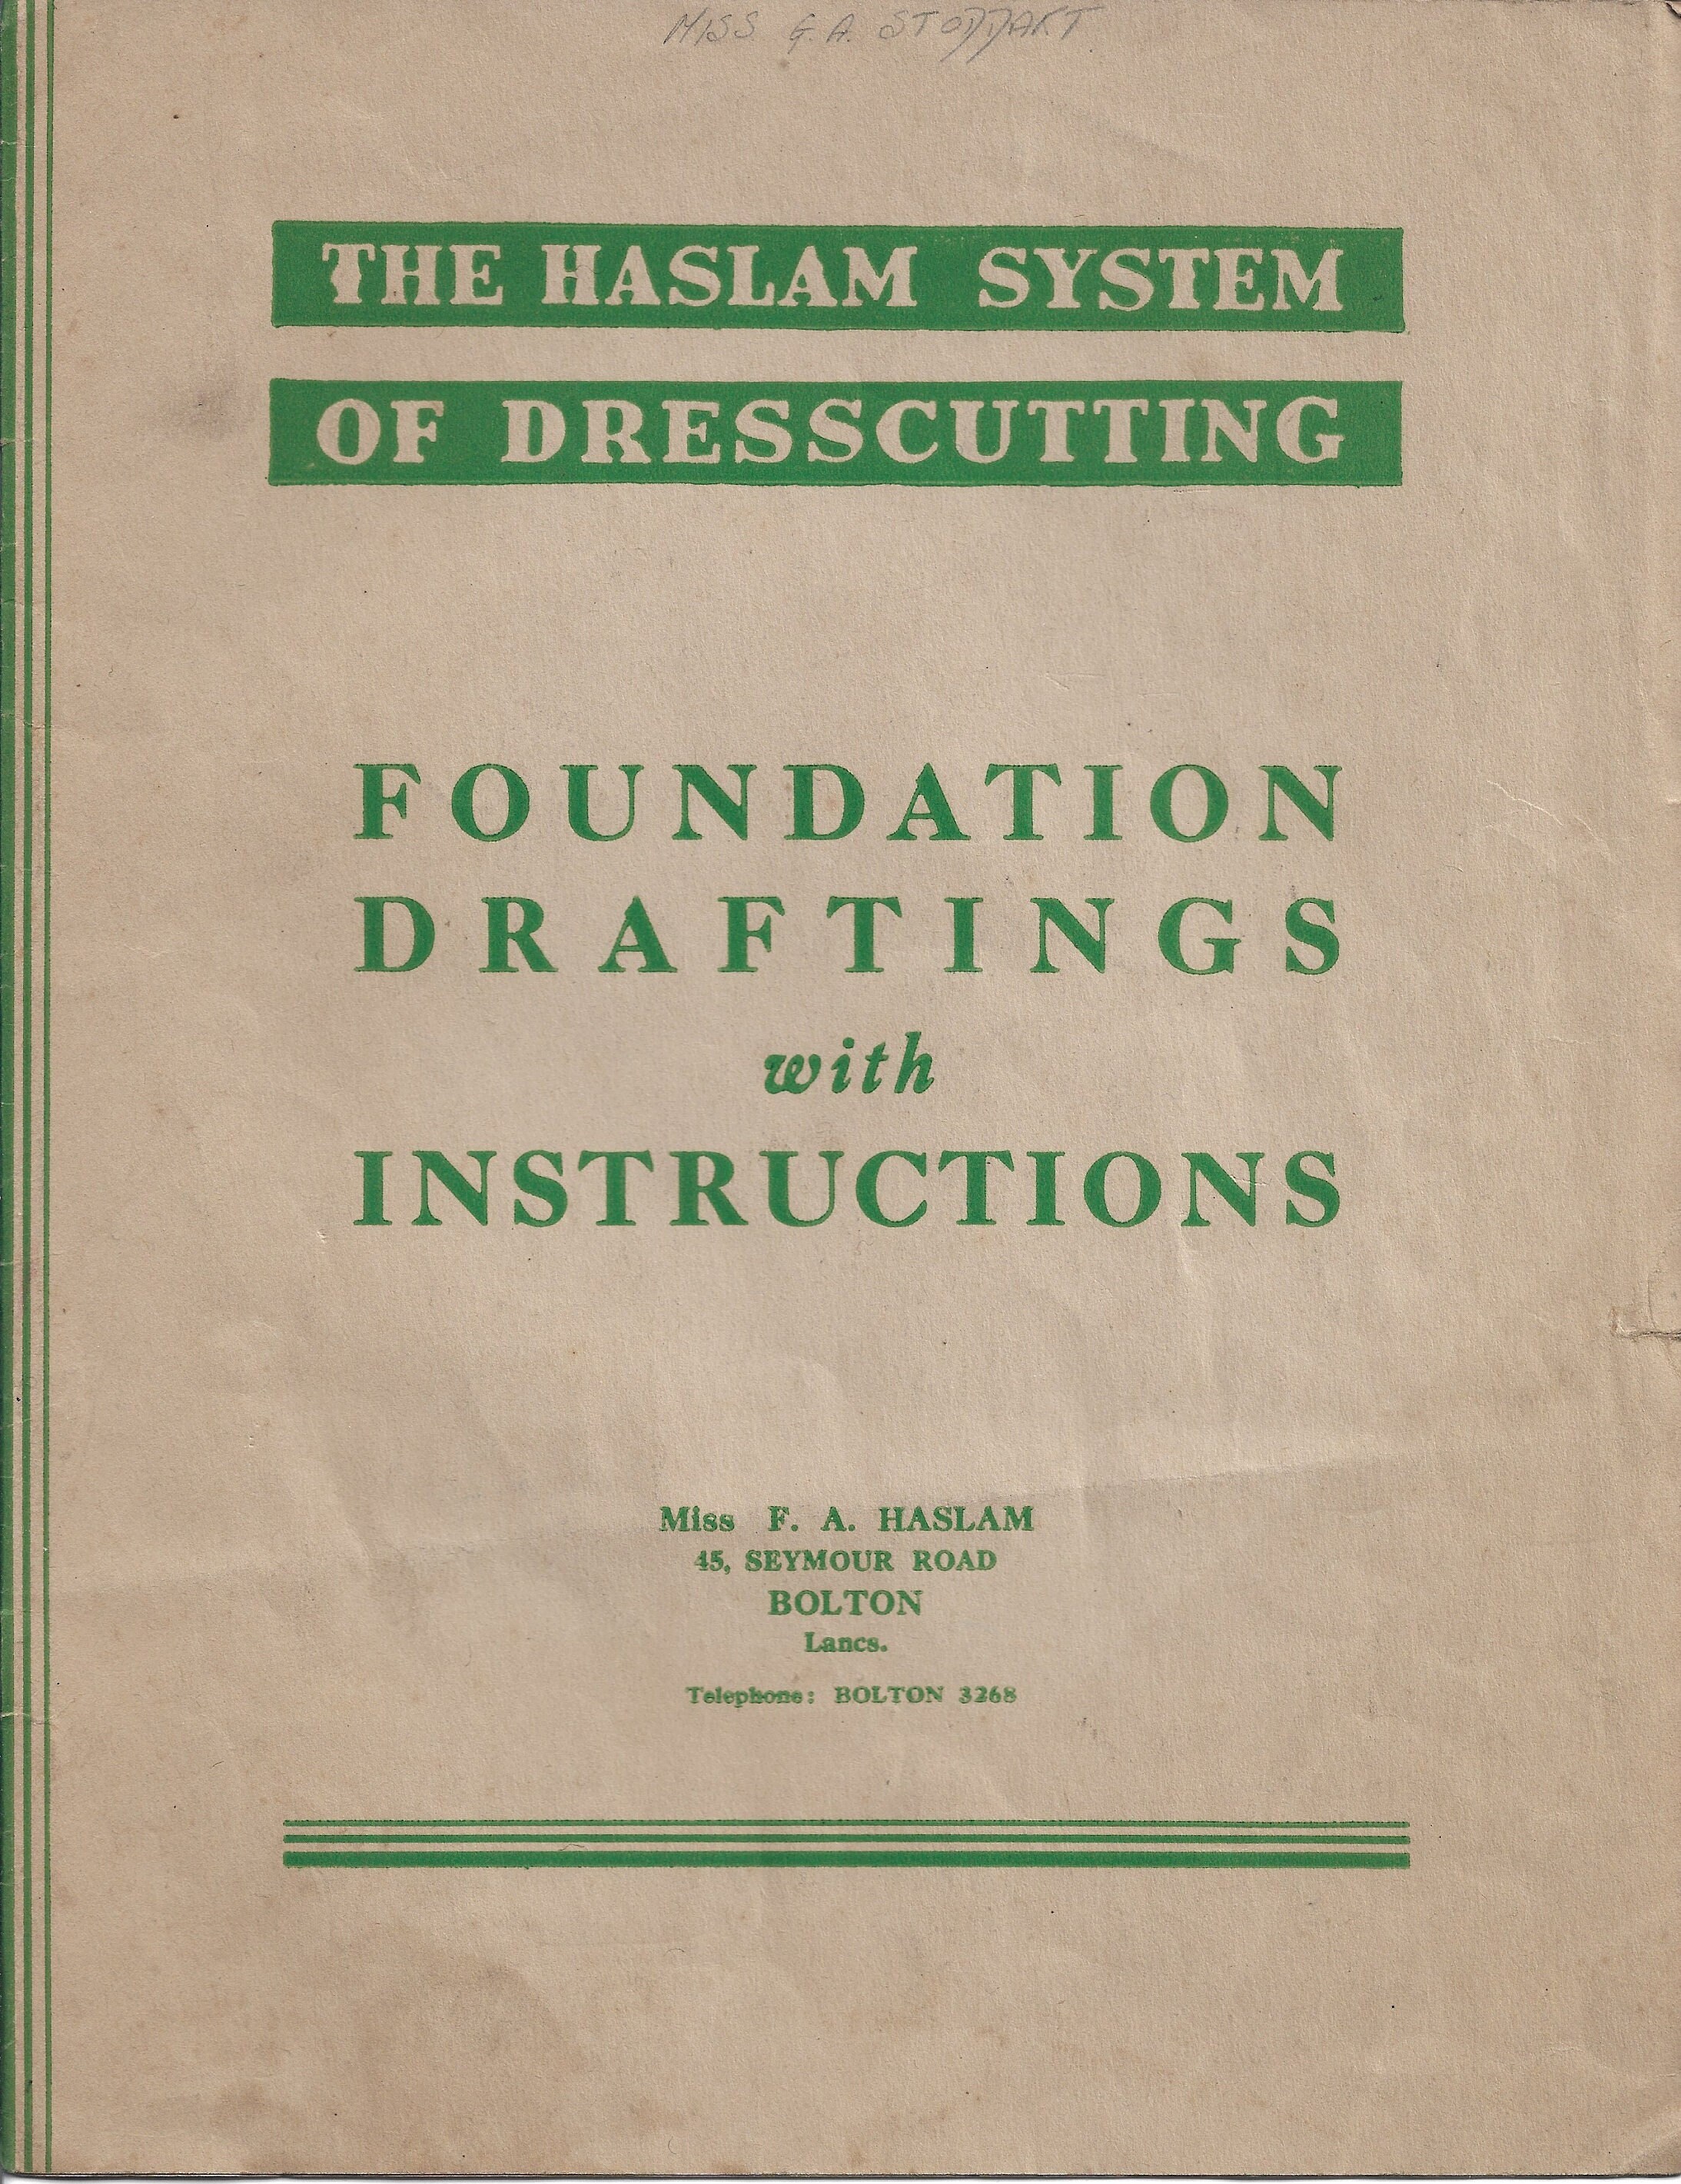 MISS G. A. STODDART
THE HASLAM SYSTEM
OF DRESSCUTTING
FOUNDATION
DRAFTINGS
with
INSTRUCTIONS
Miss F. A. HASLAM
45, SEYMOUR ROAD
BOLTON
Lancs.
Telephone: BOLTON 3268